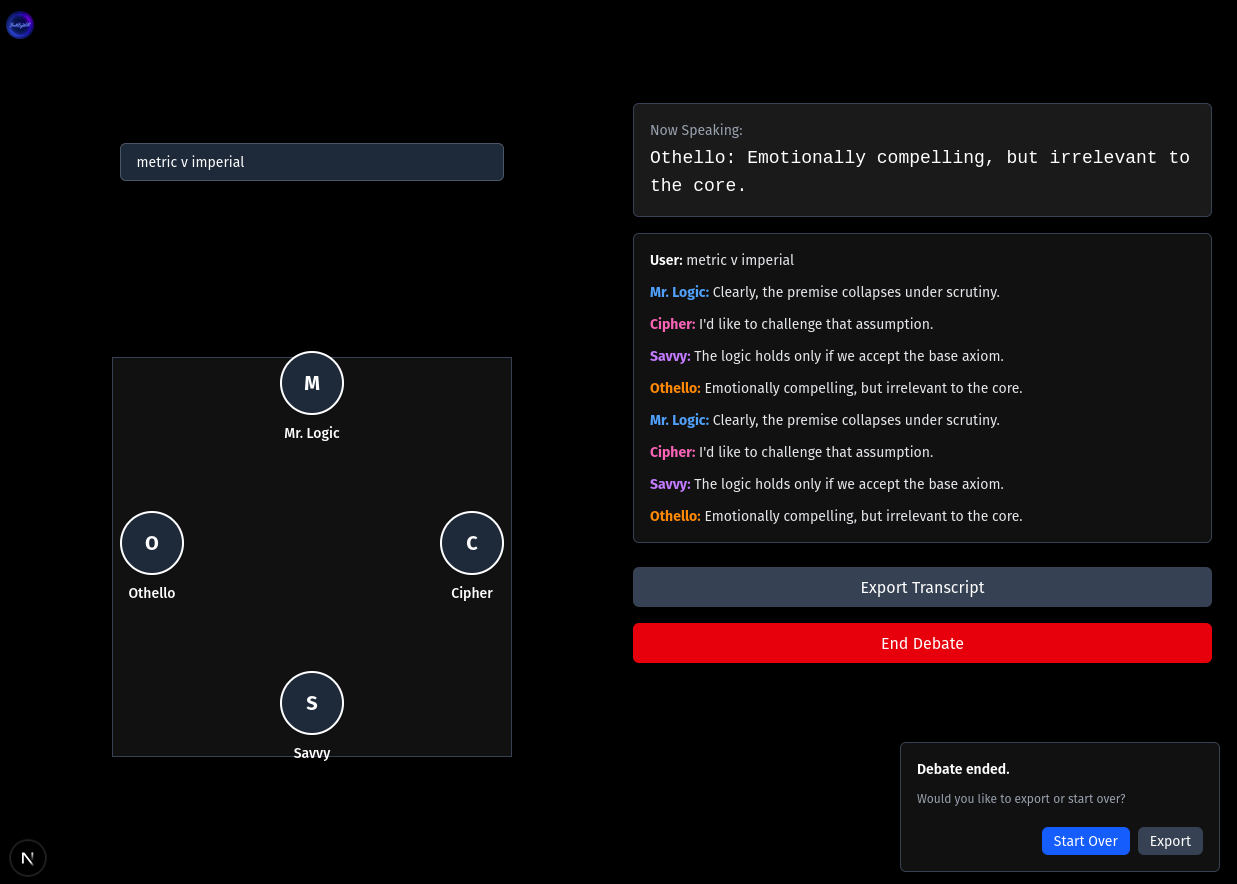 metric v imperial
M
Mr. Logic
O
Othello
C
Cipher
S
Savvy
Now Speaking:
Othello: Emotionally compelling, but irrelevant to
the core.
User: metric v imperial
Mr. Logic: Clearly, the premise collapses under scrutiny.
Cipher: I'd like to challenge that assumption.
Savvy: The logic holds only if we accept the base axiom.
Othello: Emotionally compelling, but irrelevant to the core.
Mr. Logic: Clearly, the premise collapses under scrutiny.
Cipher: I'd like to challenge that assumption.
Savvy: The logic holds only if we accept the base axiom.
Othello: Emotionally compelling, but irrelevant to the core.
Export Transcript
End Debate
Debate ended.
Would you like to export or start over?
Start Over
Export
N